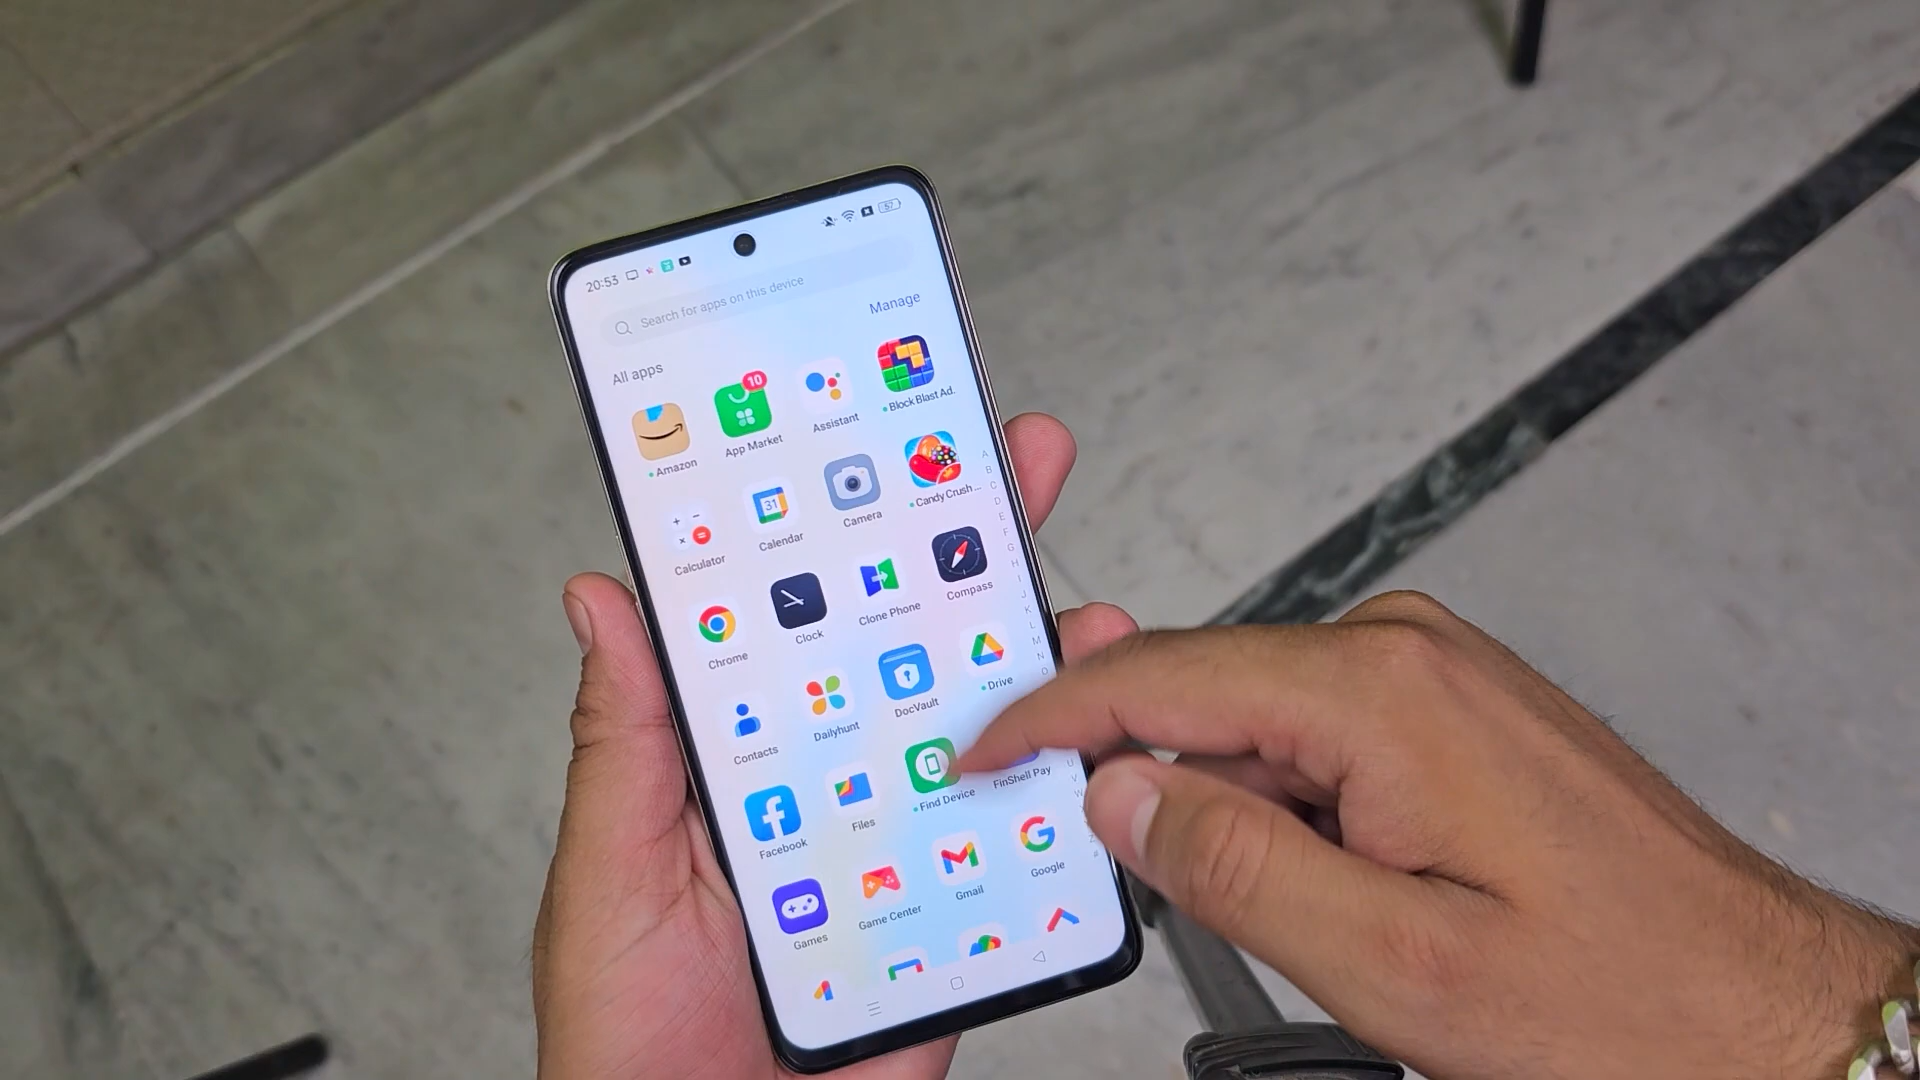 20:53
57
Search for apps on this device
Manage
All apps
10
Amazon
App Market
Assistant
Block Blast Ad.
31
Calculator
Calendar
Camera
Candy Crush...
Chrome
Clock
Clone Phone
Compass
Contacts
Dailyhunt
DocVault
Drive
Facebook
Files
Find Device
FinShell Pay
Games
Game Center
Gmail
Google
A
B
C
D
E
F
G
H
I
J
K
L
M
N
O
U
V
W
Z
#